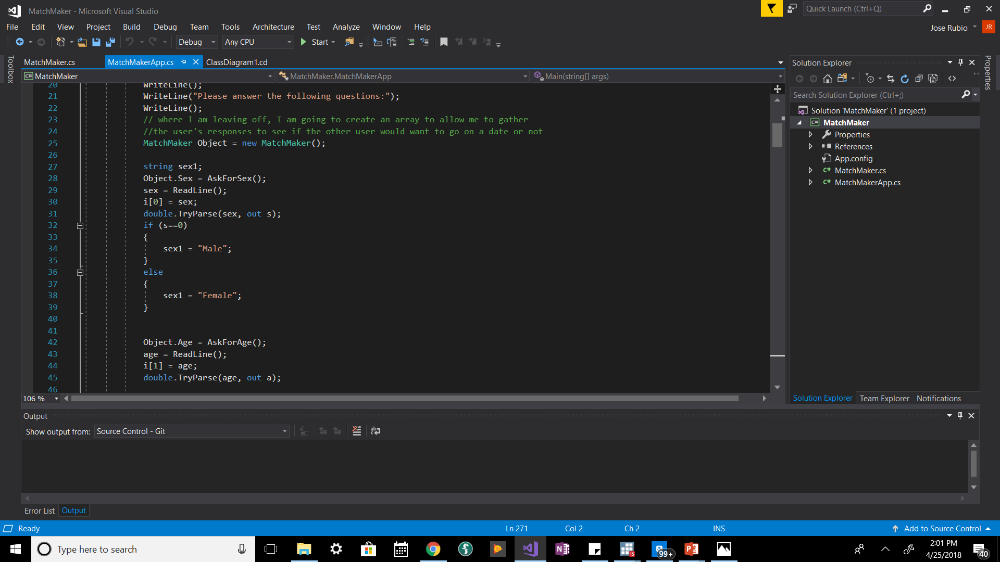 MatchMaker - Microsoft Visual Studio
Quick Launch (Ctrl+Q)
File Edit View Project Build Debug Team Tools Architecture Test Analyze Window Help
Jose Rubio JR
Debug Any CPU Start
Toolbox
MatchMaker.cs MatchMakerApp.cs ClassDiagram1.cd
C# MatchMaker MatchMaker.MatchMakerApp Main(string[] args)
20 WriteLine();
21 WriteLine("Please answer the following questions:");
22 WriteLine();
23 // where I am leaving off, I am going to create an array to allow me to gather
24 //the user's responses to see if the other user would want to go on a date or not
25 MatchMaker Object = new MatchMaker();
26
27 string sex1;
28 Object.Sex = AskForSex();
29 sex = ReadLine();
30 i[0] = sex;
31 double.TryParse(sex, out s);
32 if (s==0)
33 {
34 sex1 = "Male";
35 }
36 else
37 {
38 sex1 = "Female";
39 }
40
41
42 Object.Age = AskForAge();
43 age = ReadLine();
44 i[1] = age;
45 double.TryParse(age, out a);
46
106 %
Solution Explorer
Search Solution Explorer (Ctrl+;)
Solution 'MatchMaker' (1 project)
C# MatchMaker
Properties
References
App.config
C# MatchMaker.cs
C# MatchMakerApp.cs
Solution Explorer Team Explorer Notifications
Properties
Output
Show output from: Source Control - Git
Error List Output
Ready Ln 271 Col 2 Ch 2 INS Add to Source Control
Type here to search
N
15
99+
P
2:01 PM
4/25/2018
40